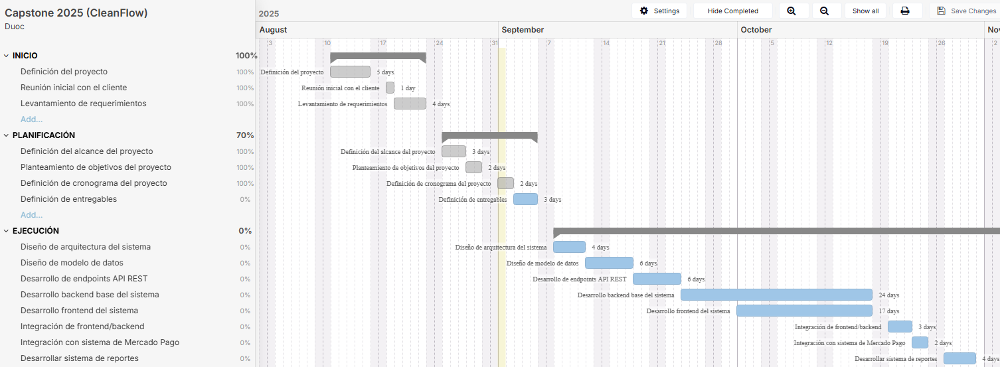 Capstone 2025 (CleanFlow)
Duoc
2025
Settings
Hide Completed
Show all
Save Changes
August
September
October
Nov
3 10 17 24 31 7 14 21 28 5 12 19 26 2
INICIO 100%
Definición del proyecto 100% Definición del proyecto 5 days
Reunión inicial con el cliente 100% Reunión inicial con el cliente 1 day
Levantamiento de requerimientos 100% Levantamiento de requerimientos 4 days
Add...
PLANIFICACIÓN 70%
Definición del alcance del proyecto 100% Definición del alcance del proyecto 3 days
Planteamiento de objetivos del proyecto 100% Planteamiento de objetivos del proyecto 2 days
Definición de cronograma del proyecto 100% Definición de cronograma del proyecto 2 days
Definición de entregables 0% Definición de entregables 3 days
Add...
EJECUCIÓN 0%
Diseño de arquitectura del sistema 0% Diseño de arquitectura del sistema 4 days
Diseño de modelo de datos 0% Diseño de modelo de datos 6 days
Desarrollo de endpoints API REST 0% Desarrollo de endpoints API REST 6 days
Desarrollo backend base del sistema 0% Desarrollo backend base del sistema 24 days
Desarrollo frontend del sistema 0% Desarrollo frontend del sistema 17 days
Integración de frontend/backend 0% Integración de frontend/backend 3 days
Integración con sistema de Mercado Pago 0% Integración con sistema de Mercado Pago 2 days
Desarrollar sistema de reportes 0% Desarrollar sistema de reportes 4 days